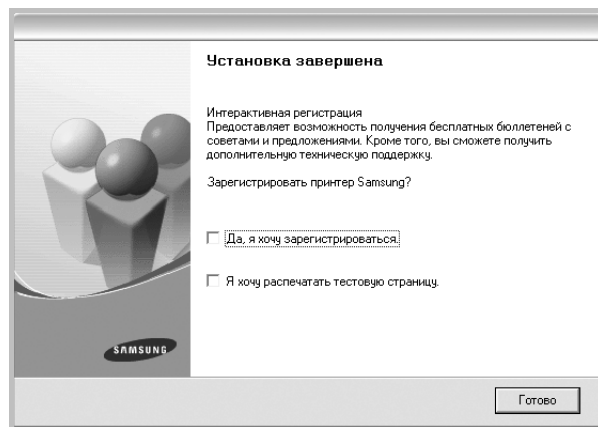 Установка завершена
Интерактивная регистрация
Предоставляет возможность получения бесплатных бюллетеней с
советами и предложениями. Кроме того, вы сможете получить
дополнительную техническую поддержку.
Зарегистрировать принтер Samsung?
Да, я хочу зарегистрироваться.
Я хочу распечатать тестовую страницу.
SAMSUNG
Готово